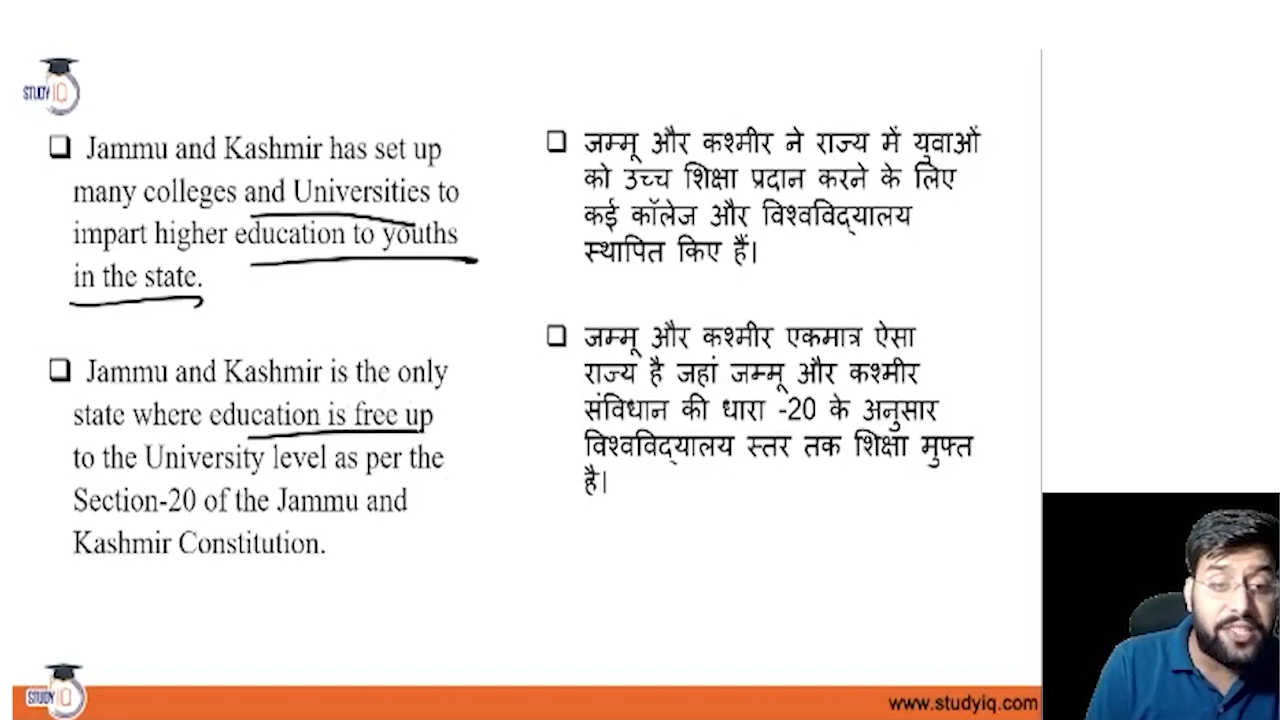 STUDY IQ
❑ Jammu and Kashmir has set up
many colleges and Universities to
impart higher education to youths
in the state.
❑ Jammu and Kashmir is the only
state where education is free up
to the University level as per the
Section-20 of the Jammu and
Kashmir Constitution.
❑ जम्मू और कश्मीर ने राज्य में युवाओं
को उच्च शिक्षा प्रदान करने के लिए
कई कॉलेज और विश्वविद्यालय
स्थापित किए हैं।
❑ जम्मू और कश्मीर एकमात्र ऐसा
राज्य है जहां जम्मू और कश्मीर
संविधान की धारा -20 के अनुसार
विश्वविद्यालय स्तर तक शिक्षा मुफ्त
है।
STUDY IQ
www.studyiq.com